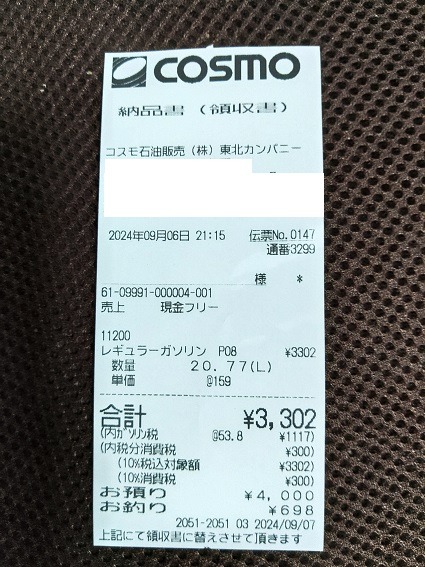 COSMO
納品書(領収書)
コスモ石油販売(株)東北カンパニー
2024年09月06日 21:15 伝票No.0147
通番3299
様 *
61-09991-000004-001
売上 現金フリー
11200
レギュラーガソリン P08 ¥3302
数量 20.77(L)
単価 @159
合計 ¥3,302
(内ガソリン税 @53.8 ¥1117)
(内税分消費税 ¥300)
(10%税込対象額 ¥3302)
(10%消費税 ¥300)
お預り ¥4,000
お釣り ¥698
2051-2051 03 2024/09/07
上記にて領収書に替えさせて頂きます